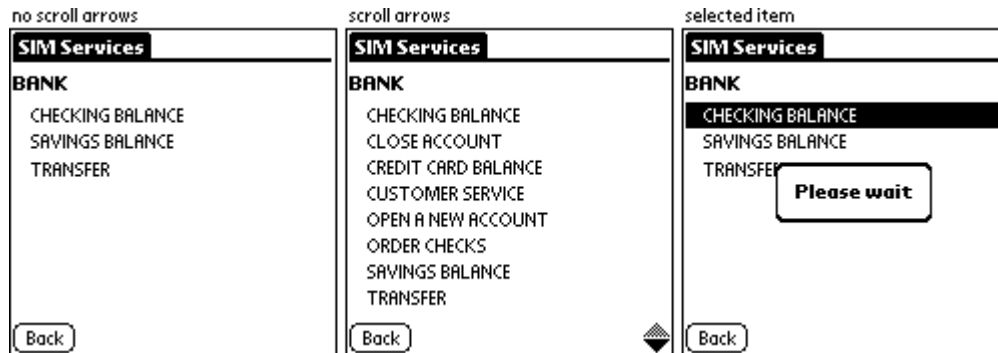 no scroll arrows
SIM Services
BANK
CHECKING BALANCE
SAVINGS BALANCE
TRANSFER
Back
scroll arrows
SIM Services
BANK
CHECKING BALANCE
CLOSE ACCOUNT
CREDIT CARD BALANCE
CUSTOMER SERVICE
OPEN A NEW ACCOUNT
ORDER CHECKS
SAVINGS BALANCE
TRANSFER
Back
selected item
SIM Services
BANK
CHECKING BALANCE
SAVINGS BALANCE
TRANSFE
Please wait
Back